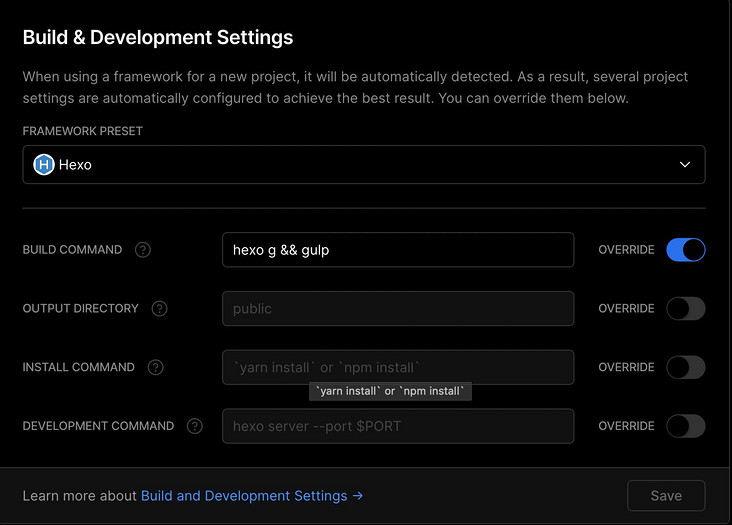 Build & Development Settings
When using a framework for a new project, it will be automatically detected. As a result, several project
settings are automatically configured to achieve the best result. You can override them below.
FRAMEWORK PRESET
H Hexo
BUILD COMMAND ? hexo g && gulp OVERRIDE
OUTPUT DIRECTORY ? public OVERRIDE
INSTALL COMMAND ? `yarn install` or `npm install` OVERRIDE
`yarn install` or `npm install`
DEVELOPMENT COMMAND ? hexo server --port $PORT OVERRIDE
Learn more about Build and Development Settings → Save